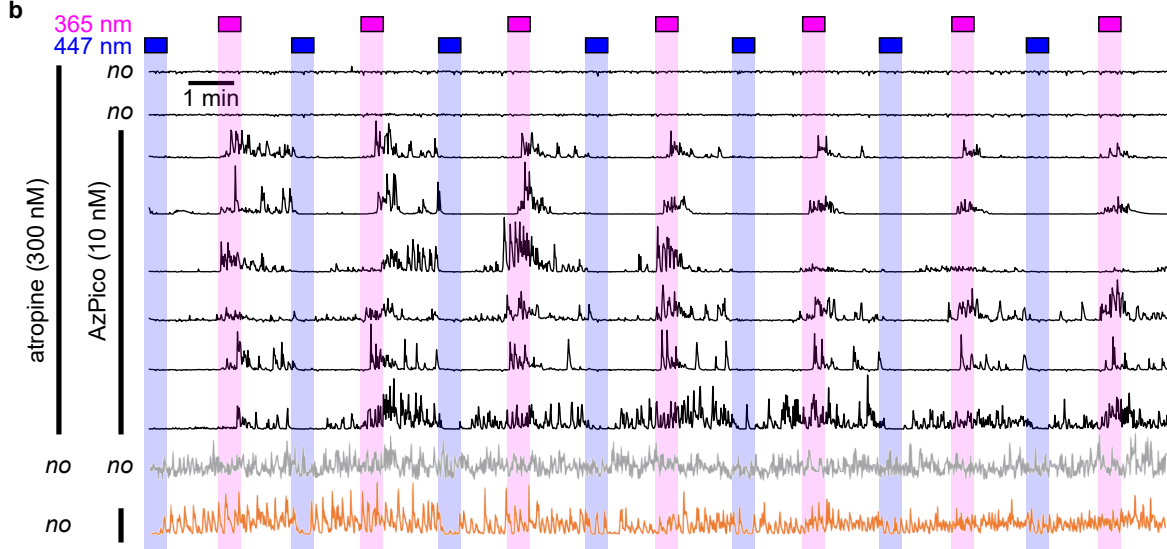 b
365 nm
447 nm
no
1 min
no
atropine (300 nM)
AzPico (10 nM)
no no
no